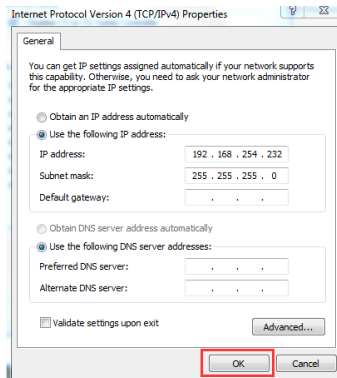 Internet Protocol Version 4 (TCP/IPv4) Properties
General
You can get IP settings assigned automatically if your network supports
this capability. Otherwise, you need to ask your network administrator
for the appropriate IP settings.
Obtain an IP address automatically
Use the following IP address:
IP address: 192 . 168 . 254 . 232
Subnet mask: 255 . 255 . 255 . 0
Default gateway: . . .
Obtain DNS server address automatically
Use the following DNS server addresses:
Preferred DNS server: . . .
Alternate DNS server: . . .
Validate settings upon exit
Advanced...
OK Cancel